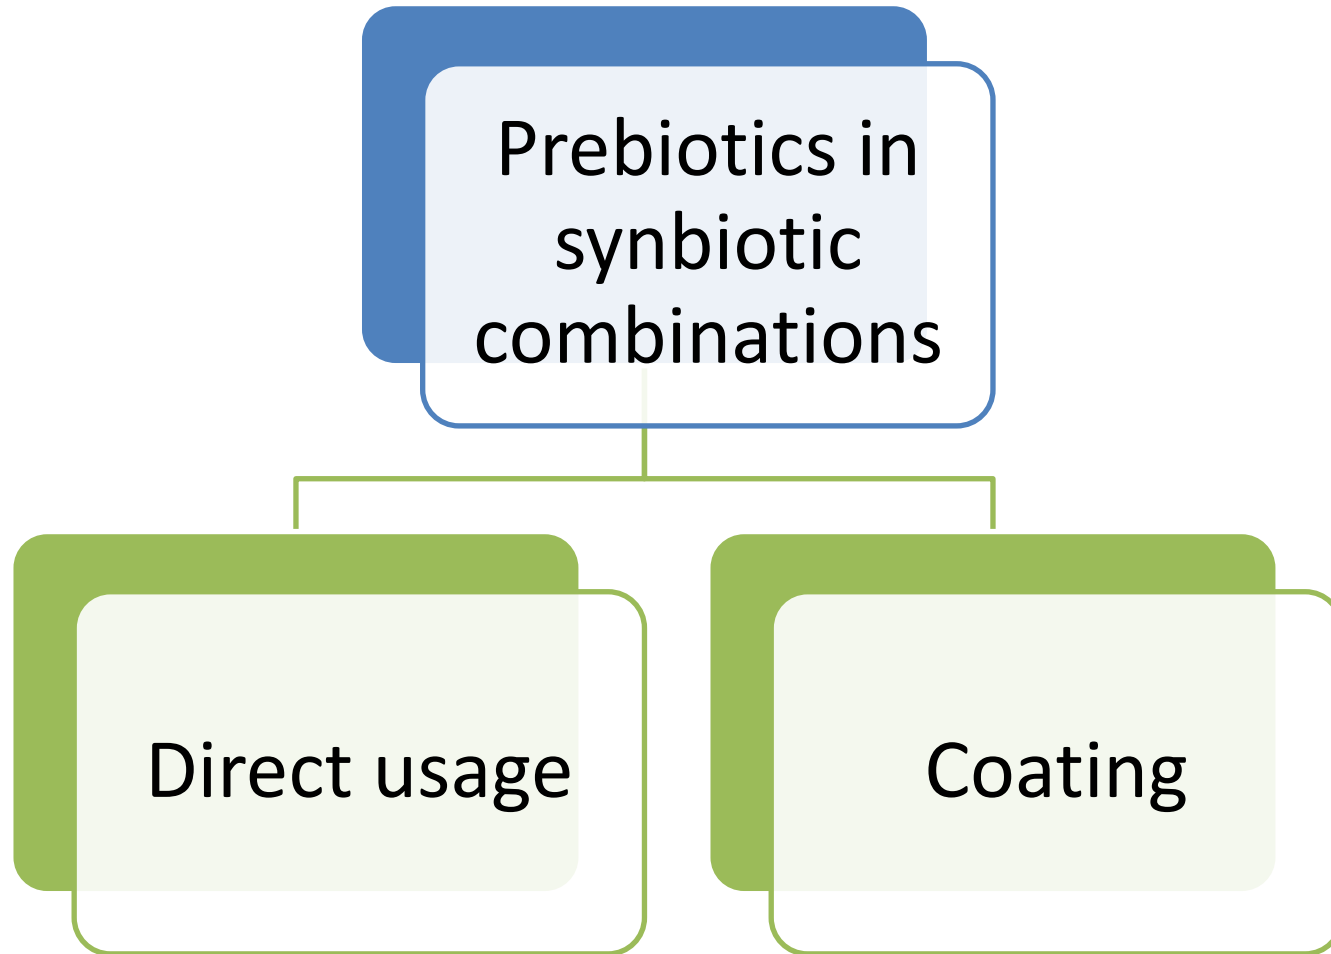 Prebiotics in
synbiotic
combinations
Direct usage
Coating